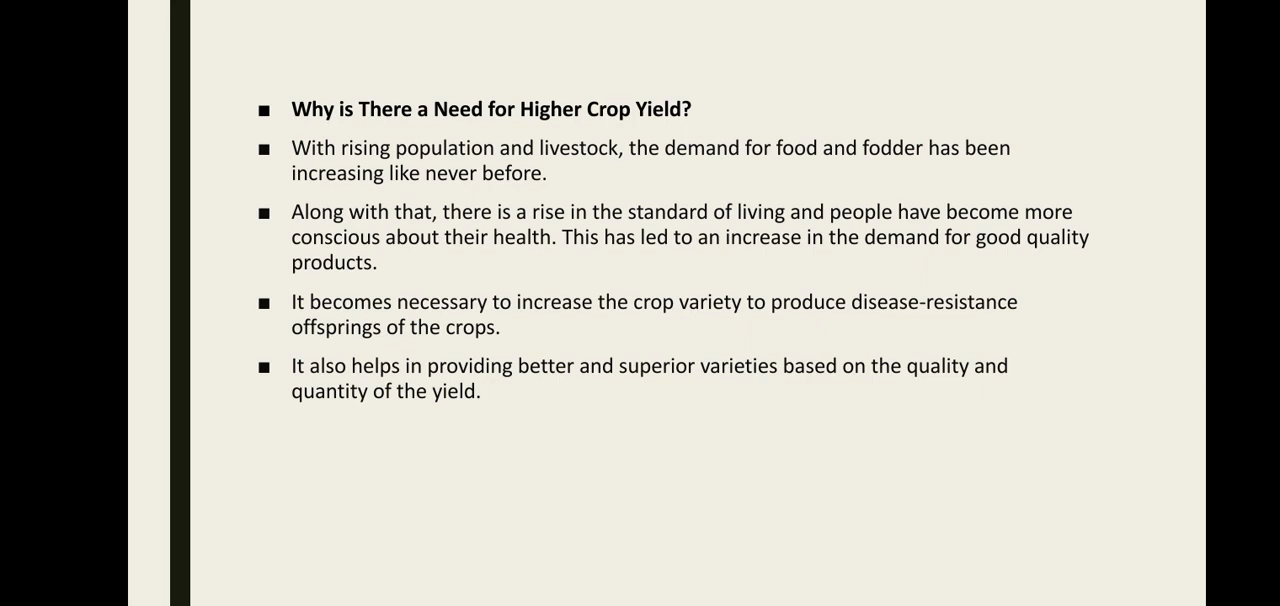 ■ Why is There a Need for Higher Crop Yield?
■ With rising population and livestock, the demand for food and fodder has been
increasing like never before.
■ Along with that, there is a rise in the standard of living and people have become more
conscious about their health. This has led to an increase in the demand for good quality
products.
■ It becomes necessary to increase the crop variety to produce disease-resistance
offsprings of the crops.
■ It also helps in providing better and superior varieties based on the quality and
quantity of the yield.